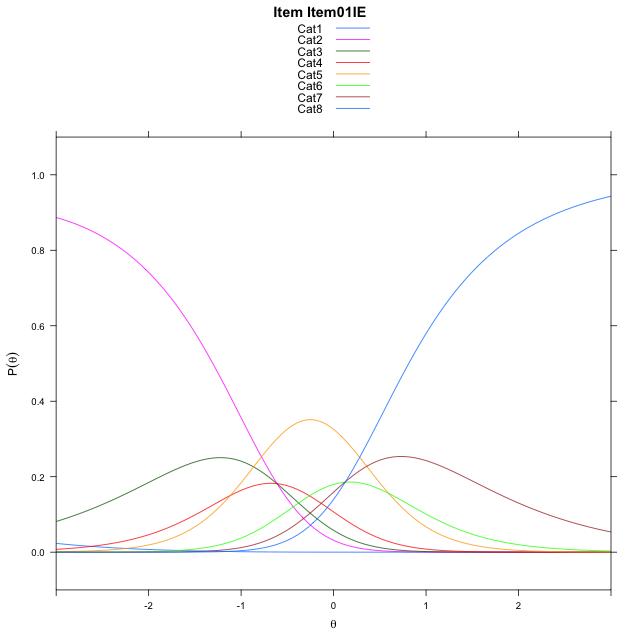 Item Item01IE
Cat1
Cat2
Cat3
Cat4
Cat5
Cat6
Cat7
Cat8
1.0
0.8
0.6
0.4
0.2
0.0
P(θ)
-2 -1 0 1 2
θ